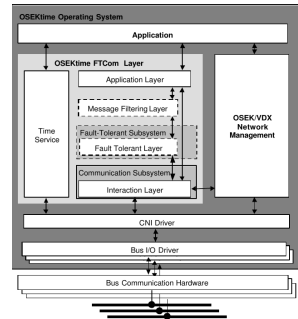 OSEKtime Operating System
Application
OSEKtime FTCom Layer
Application Layer
Message Filtering Layer
Time
Service
Fault-Tolerant Subsystem
Fault Tolerant Layer
OSEK/VDX
Network
Management
Communication Subsystem
Interaction Layer
CNI Driver
Bus I/O Driver
Bus Communication Hardware